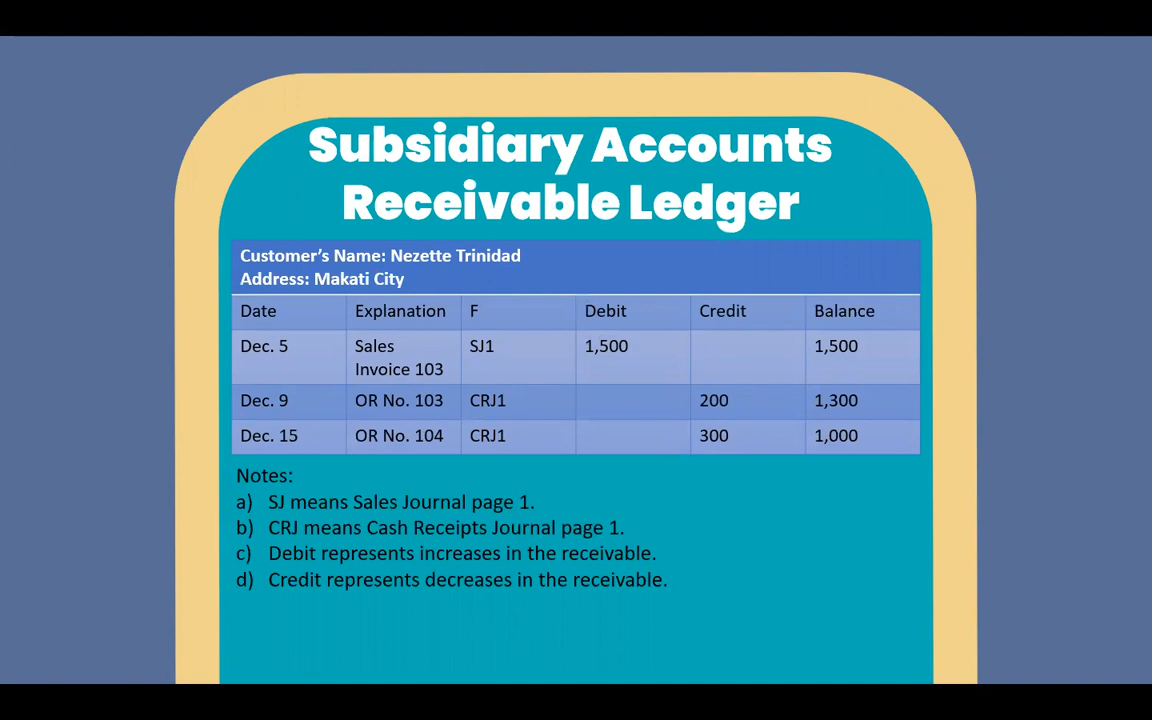 Subsidiary Accounts
Receivable Ledger
Customer's Name: Nezette Trinidad
Address: Makati City
Date Explanation F Debit Credit Balance
Dec. 5 Sales Invoice 103 SJ1 1,500 1,500
Dec. 9 OR No. 103 CRJ1 200 1,300
Dec. 15 OR No. 104 CRJ1 300 1,000
Notes:
a) SJ means Sales Journal page 1.
b) CRJ means Cash Receipts Journal page 1.
c) Debit represents increases in the receivable.
d) Credit represents decreases in the receivable.